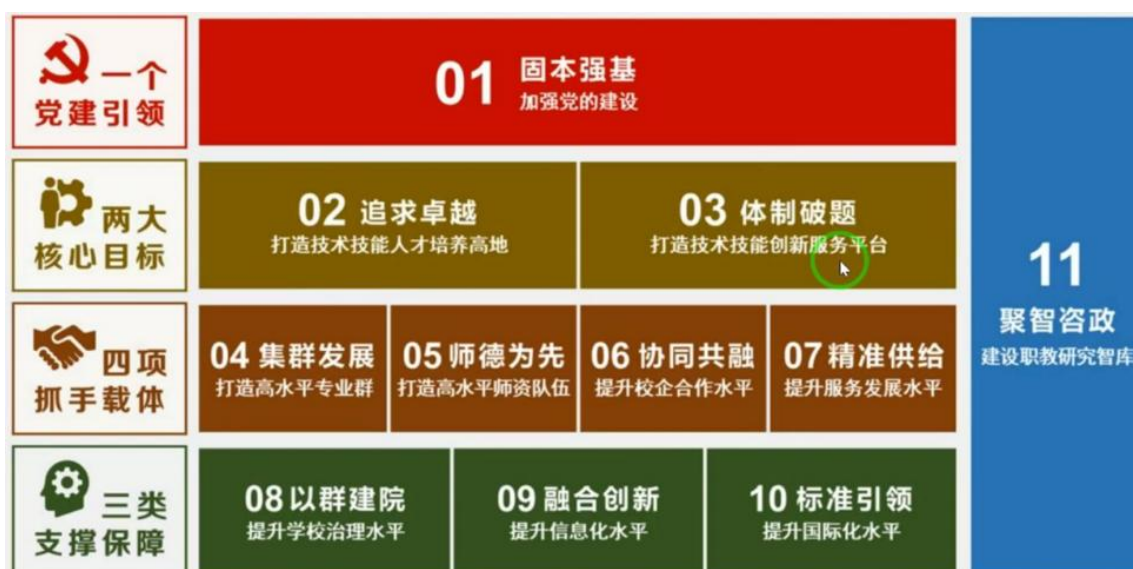 一个
党建引领
01 固本强基
加强党的建设
两大
核心目标
02 追求卓越
打造技术技能人才培养高地
03 体制破题
打造技术技能创新服务平台
四项
抓手载体
04 集群发展
打造高水平专业群
05 师德为先
打造高水平师资队伍
06 协同共融
提升校企合作水平
07 精准供给
提升服务发展水平
三类
支撑保障
08 以群建院
提升学校治理水平
09 融合创新
提升信息化水平
10 标准引领
提升国际化水平
11
聚智咨政
建设职教研究智库